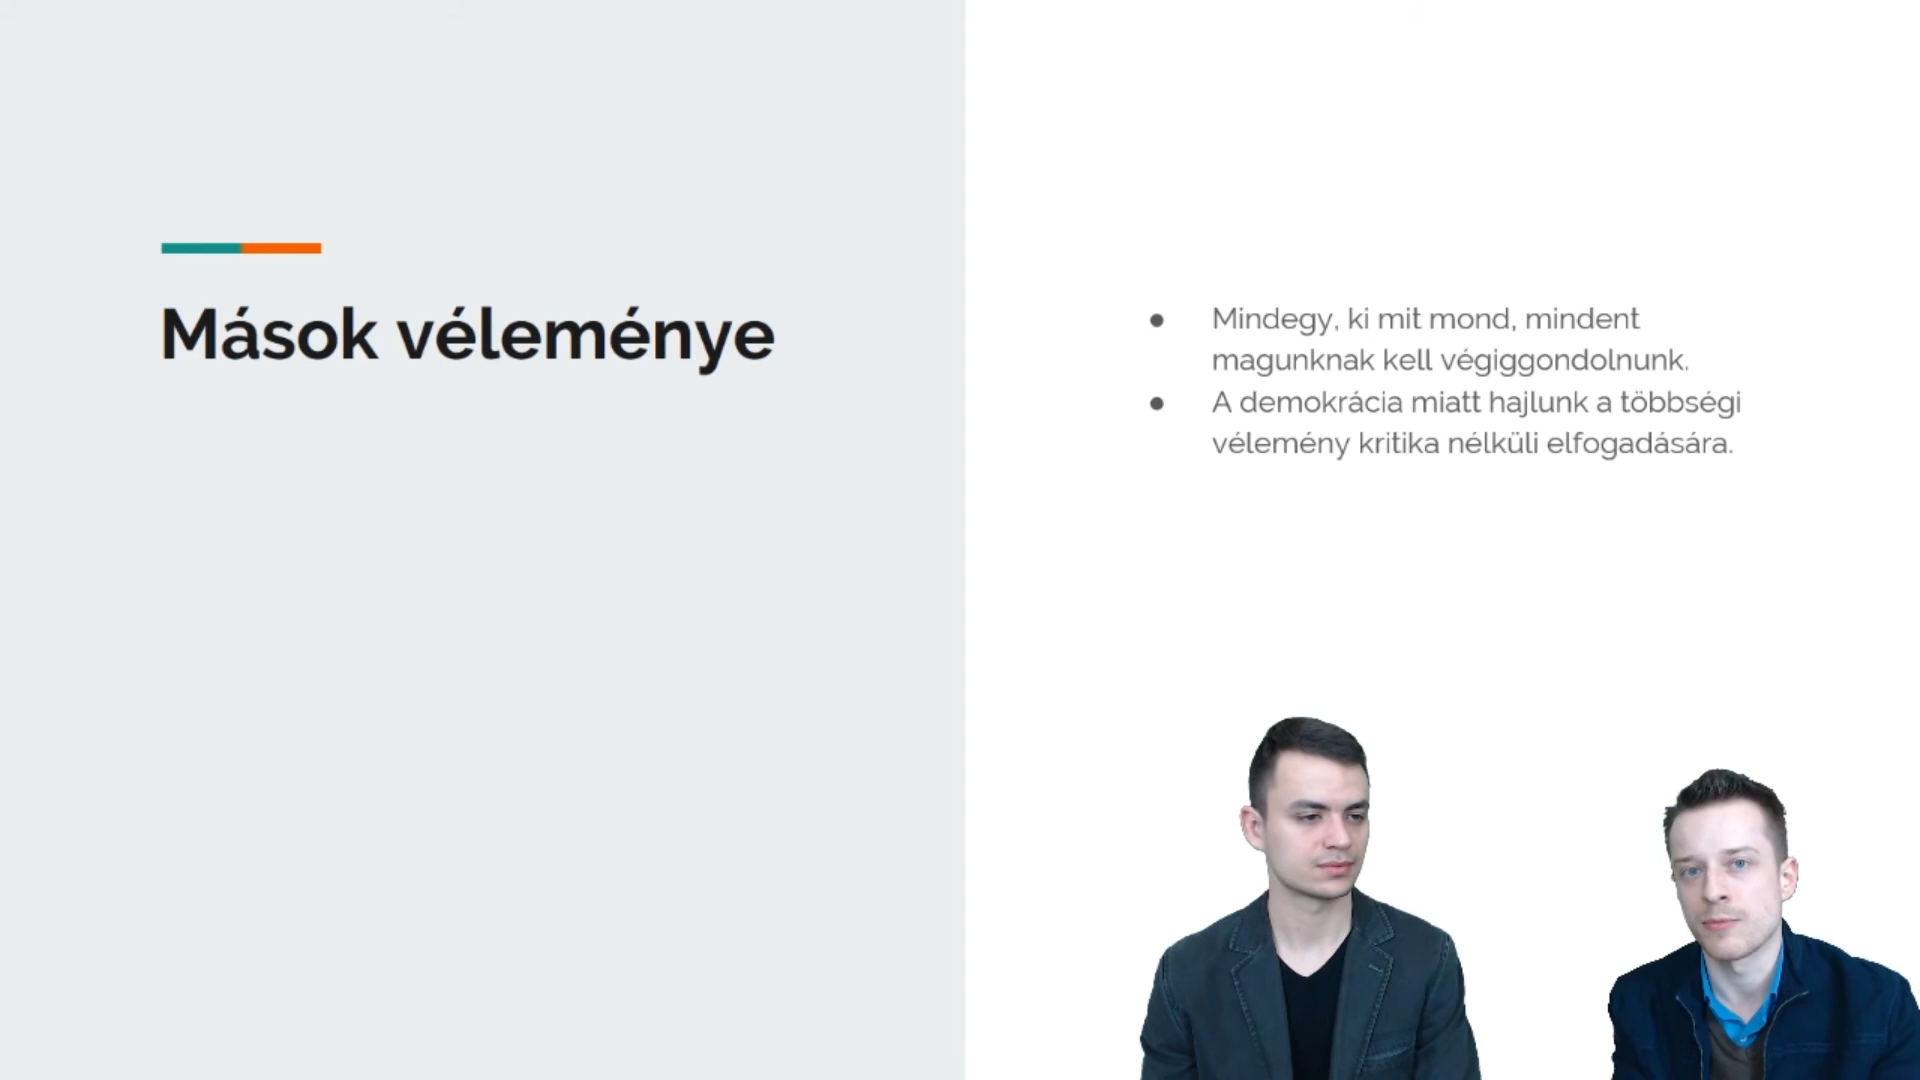 Mások véleménye
● Mindegy, ki mit mond, mindent
magunknak kell végiggondolnunk.
● A demokrácia miatt hajlunk a többségi
vélemény kritika nélküli elfogadására.